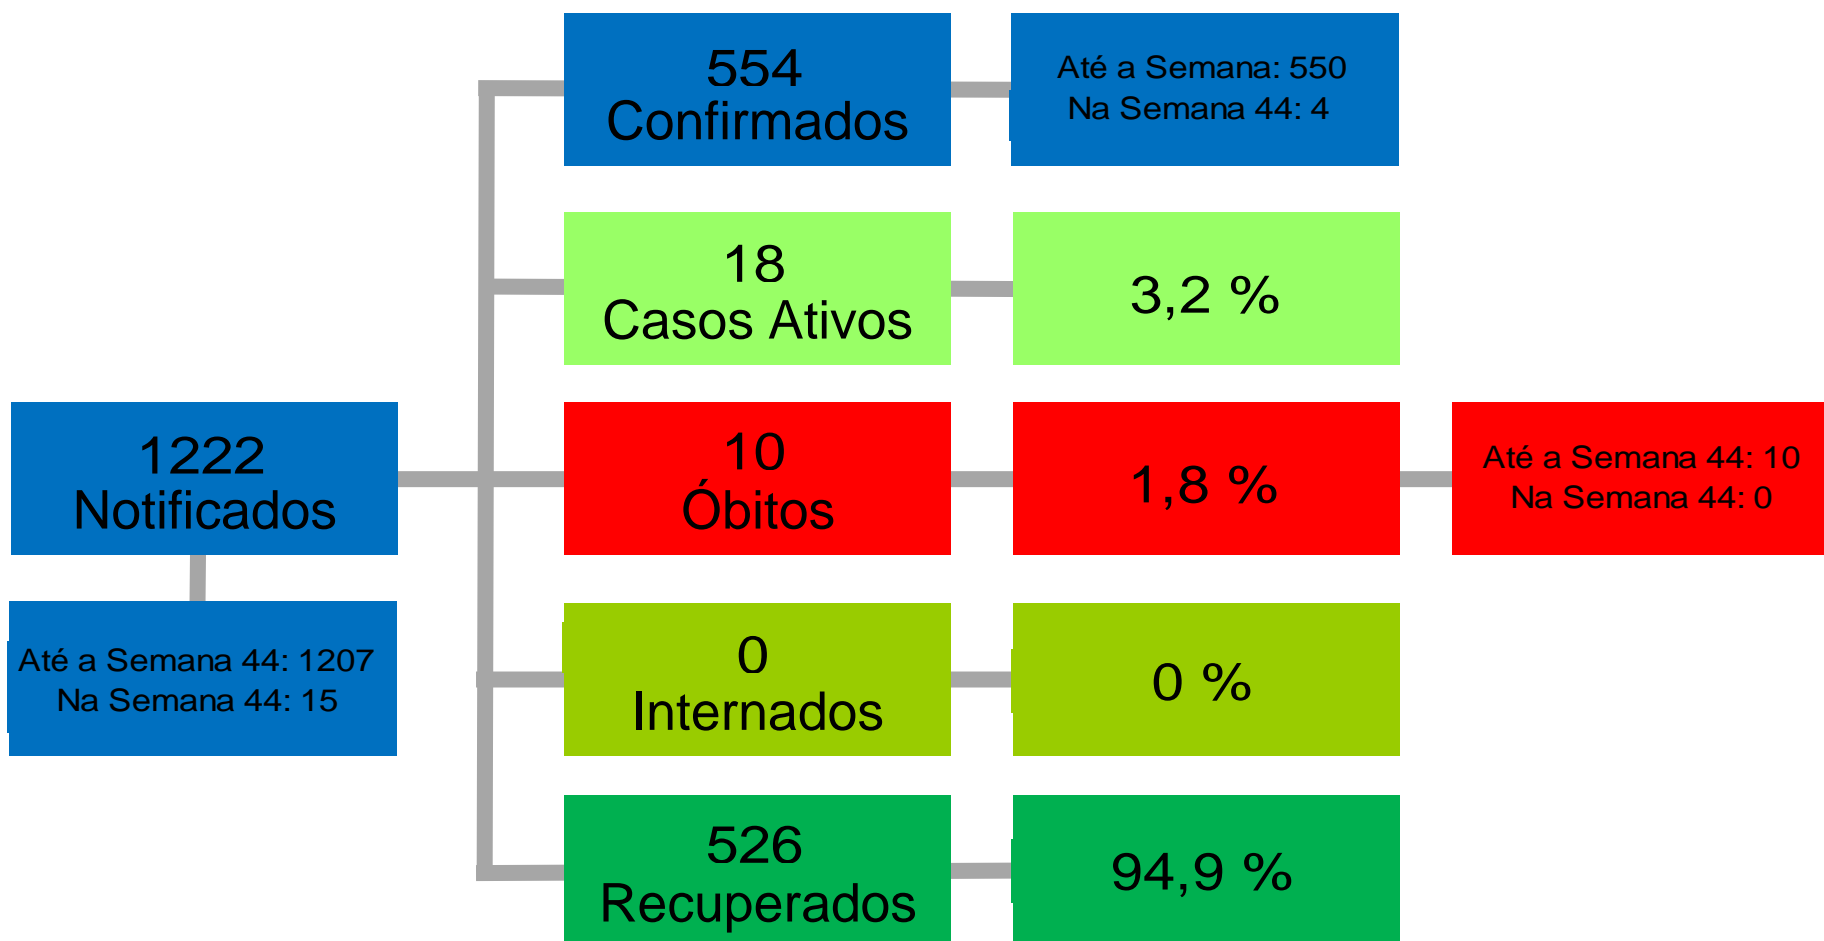 554
Confirmados
Até a Semana: 550
Na Semana 44: 4
18
Casos Ativos
3,2 %
1222
Notificados
10
Óbitos
1,8 %
Até a Semana 44: 10
Na Semana 44: 0
Até a Semana 44: 1207
Na Semana 44: 15
0
Internados
0 %
526
Recuperados
94,9 %